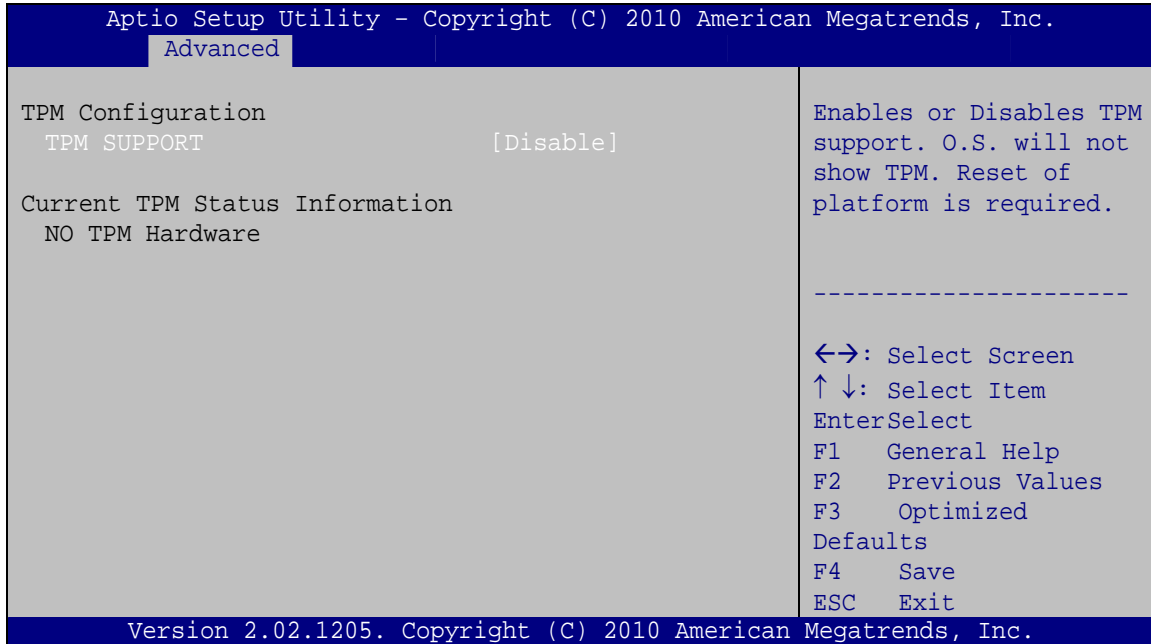 Aptio Setup Utility – Copyright (C) 2010 American Megatrends, Inc.
Advanced
TPM Configuration
TPM SUPPORT [Disable]
Current TPM Status Information
NO TPM Hardware
Enables or Disables TPM
support. O.S. will not
show TPM. Reset of
platform is required.
----------------------
←→: Select Screen
↑ ↓: Select Item
EnterSelect
F1 General Help
F2 Previous Values
F3 Optimized
Defaults
F4 Save
ESC Exit
Version 2.02.1205. Copyright (C) 2010 American Megatrends, Inc.